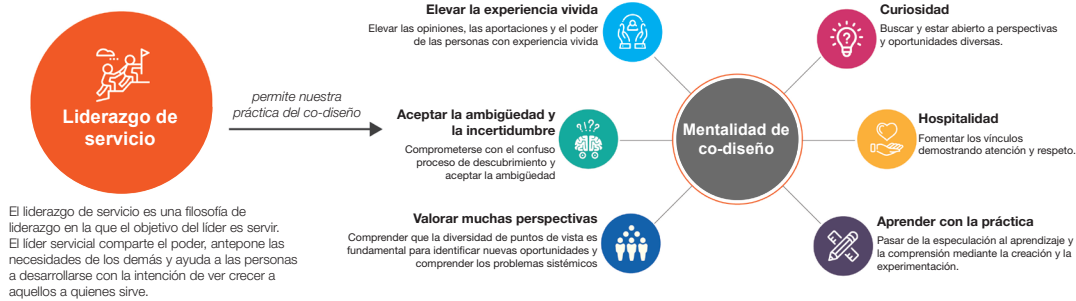 Liderazgo de
servicio
El liderazgo de servicio es una filosofía de
liderazgo en la que el objetivo del líder es servir.
El líder servicial comparte el poder, antepone las
necesidades de los demás y ayuda a las personas
a desarrollarse con la intención de ver crecer a
aquellos a quienes sirve.
permite nuestra
práctica del co-diseño
Elevar la experiencia vivida
Elevar las opiniones, las aportaciones y el poder
de las personas con experiencia vivida
Aceptar la ambigüedad y
la incertidumbre
Comprometerse con el confuso
proceso de descubrimiento y
aceptar la ambigüedad
Valorar muchas perspectivas
Comprender que la diversidad de puntos de vista es
fundamental para identificar nuevas oportunidades y
comprender los problemas sistémicos
Mentalidad de
co-diseño
Curiosidad
Buscar y estar abierto a perspectivas
y oportunidades diversas.
Hospitalidad
Fomentar los vínculos
demostrando atención y respeto.
Aprender con la práctica
Pasar de la especulación al aprendizaje y
la comprensión mediante la creación y la
experimentación.